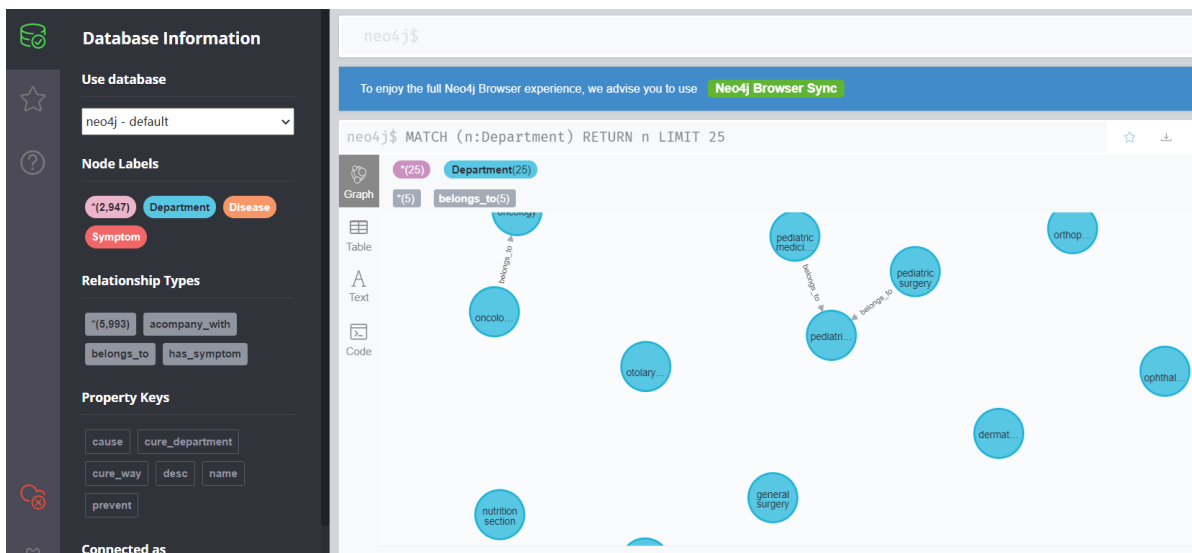 Database Information
Use database
neo4j - default
Node Labels
*(2,947) Department Disease
Symptom
Relationship Types
*(5,993) acompany_with
belongs_to has_symptom
Property Keys
cause cure_department
cure_way desc name
prevent
Connected as
neo4j$
To enjoy the full Neo4j Browser experience, we advise you to use Neo4j Browser Sync
neo4j$ MATCH (n:Department) RETURN n LIMIT 25
Graph
Table
Text
Code
*(25) Department(25)
*(5) belongs_to(5)
oncology
belongs_to
oncolo...
pediatric
medici...
belongs_to
pediatric
surgery
belongs_to
pediatri...
orthop...
otolary...
ophthal...
dermat...
general
surgery
nutrition
section